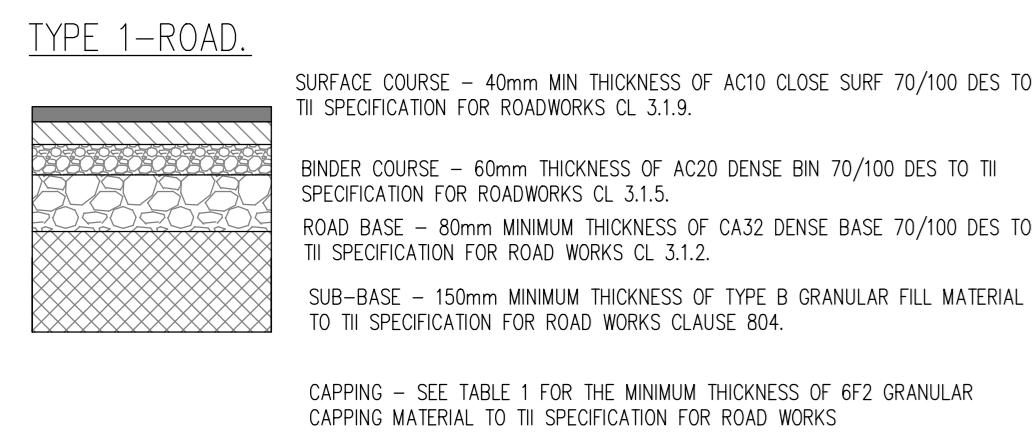 TYPE 1-ROAD.
SURFACE COURSE - 40mm MIN THICKNESS OF AC10 CLOSE SURF 70/100 DES TO
TII SPECIFICATION FOR ROADWORKS CL 3.1.9.
BINDER COURSE - 60mm THICKNESS OF AC20 DENSE BIN 70/100 DES TO TII
SPECIFICATION FOR ROADWORKS CL 3.1.5.
ROAD BASE - 80mm MINIMUM THICKNESS OF CA32 DENSE BASE 70/100 DES TO
TII SPECIFICATION FOR ROAD WORKS CL 3.1.2.
SUB-BASE - 150mm MINIMUM THICKNESS OF TYPE B GRANULAR FILL MATERIAL
TO TII SPECIFICATION FOR ROAD WORKS CLAUSE 804.
CAPPING - SEE TABLE 1 FOR THE MINIMUM THICKNESS OF 6F2 GRANULAR
CAPPING MATERIAL TO TII SPECIFICATION FOR ROAD WORKS